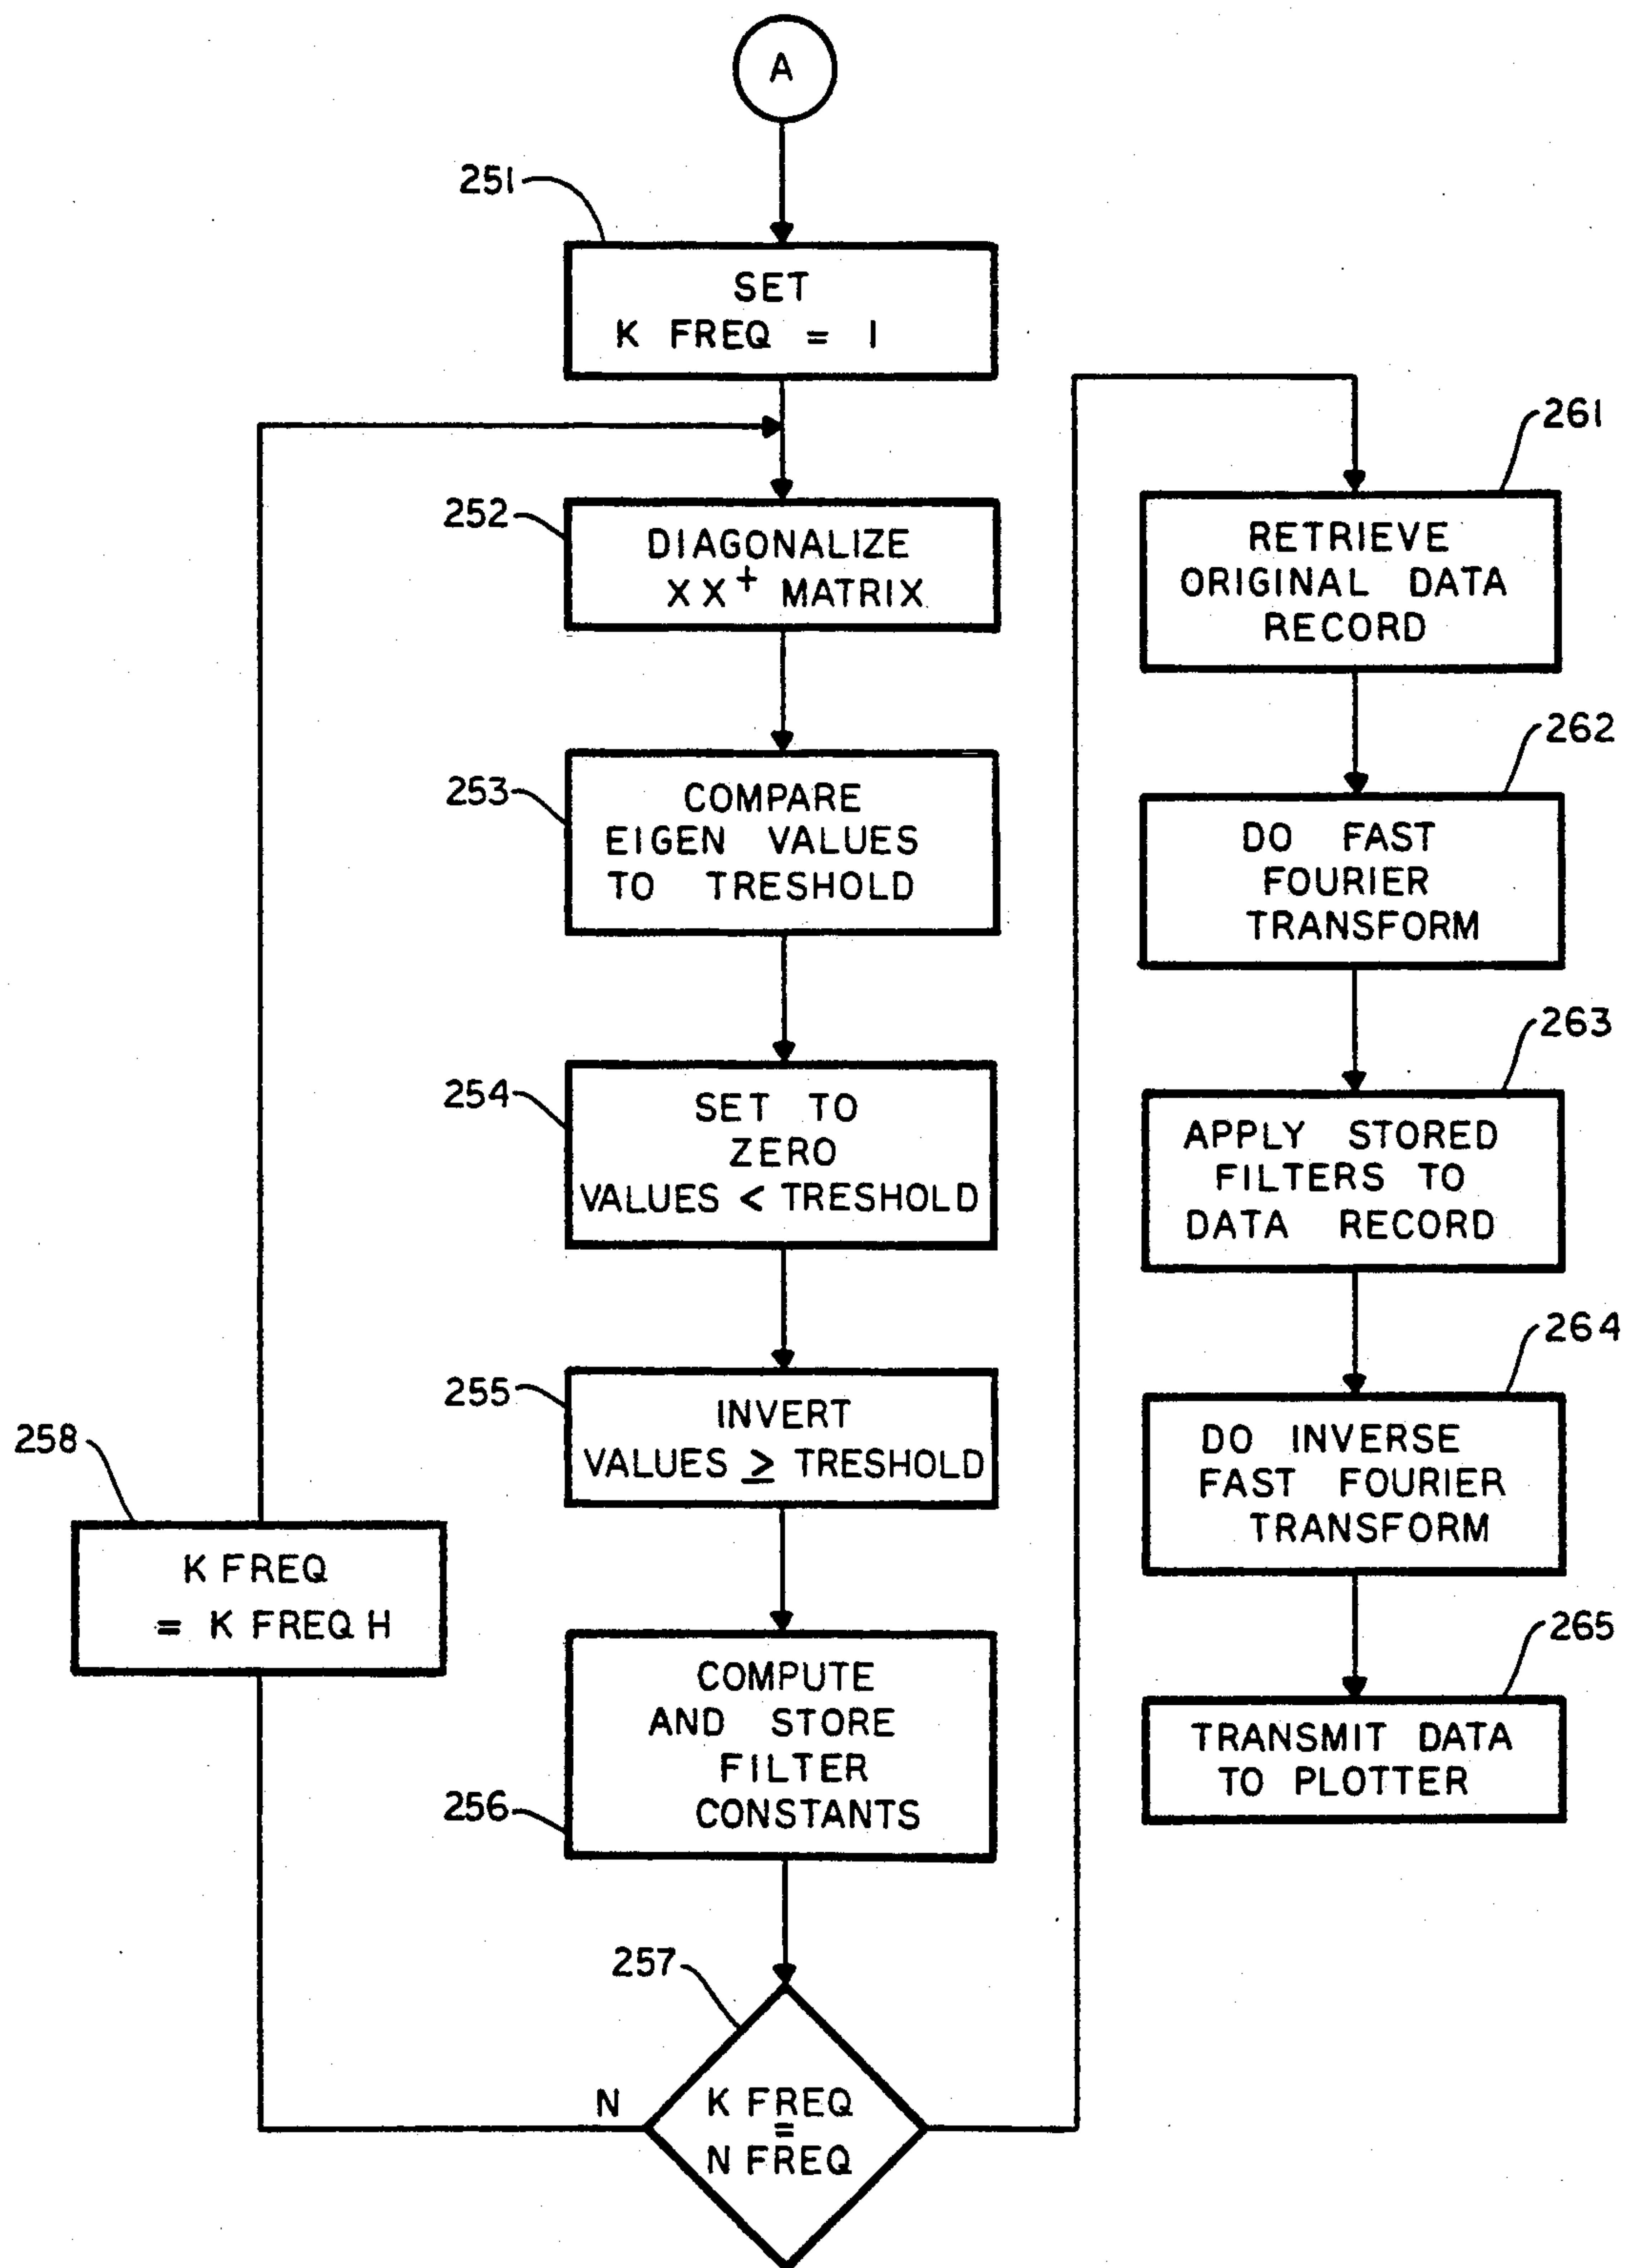 A
251
SET
K FREQ = 1
252
DIAGONALIZE
XX+ MATRIX
253
COMPARE
EIGEN VALUES
TO TRESHOLD
254
SET TO
ZERO
VALUES < TRESHOLD
255
INVERT
VALUES ≥ TRESHOLD
258
K FREQ
= K FREQ H
256
COMPUTE
AND STORE
FILTER
CONSTANTS
257
N
K FREQ
=
N FREQ
261
RETRIEVE
ORIGINAL DATA
RECORD
262
DO FAST
FOURIER
TRANSFORM
263
APPLY STORED
FILTERS TO
DATA RECORD
264
DO INVERSE
FAST FOURIER
TRANSFORM
265
TRANSMIT DATA
TO PLOTTER